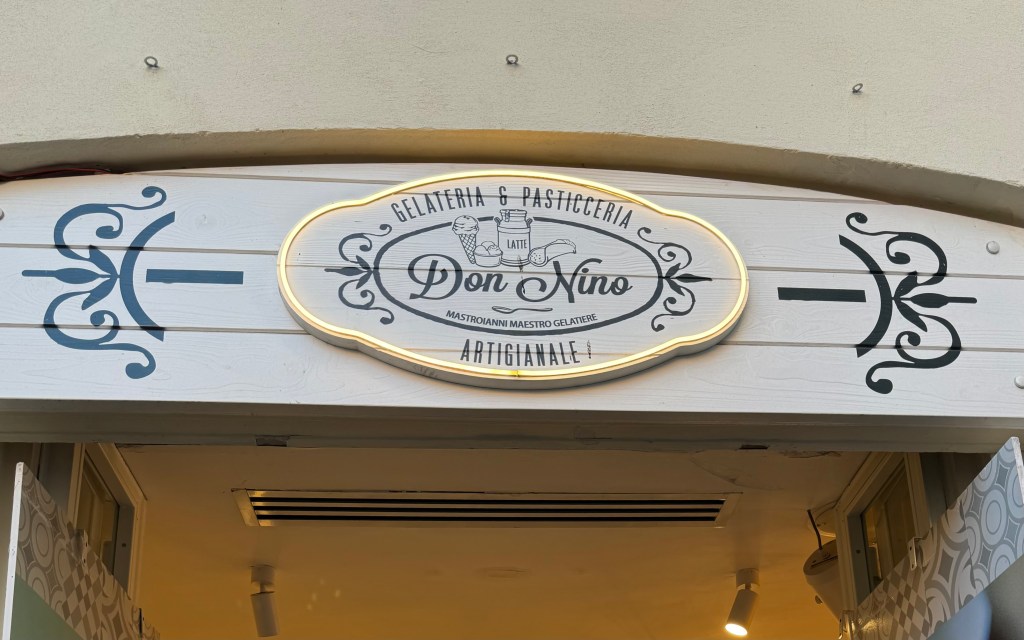 GELATERIA & PASTICCERIA
LATTE
Don Nino
MASTROIANNI MAESTRO GELATIERE
ARTIGIANALE